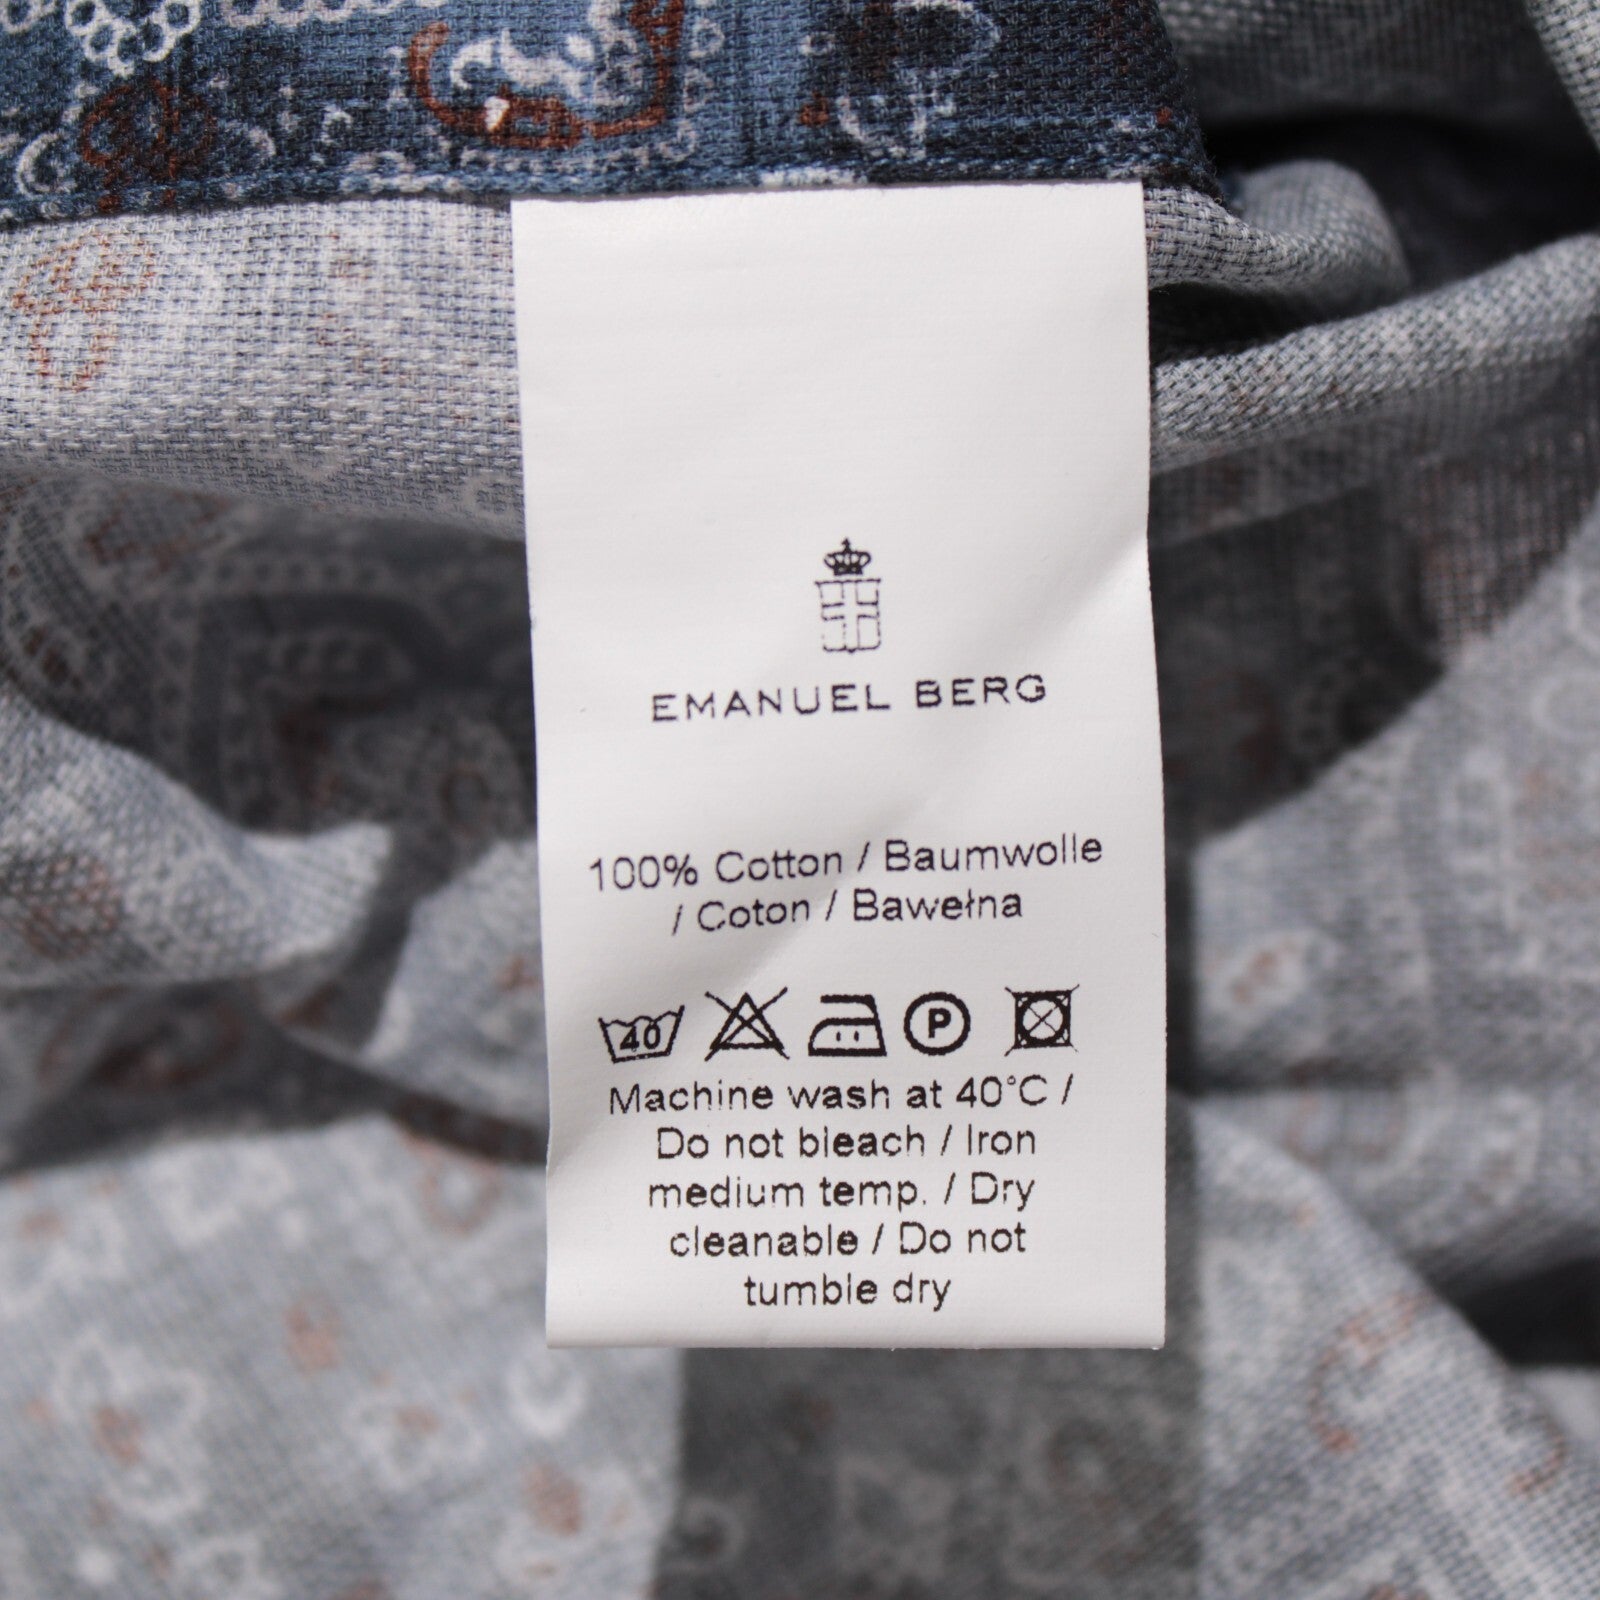 EMANUEL BERG
100% Cotton / Baumwolle
/ Coton / Bawełna
40 P
Machine wash at 40°C /
Do not bleach / Iron
medium temp. / Dry
cleanable / Do not
tumble dry